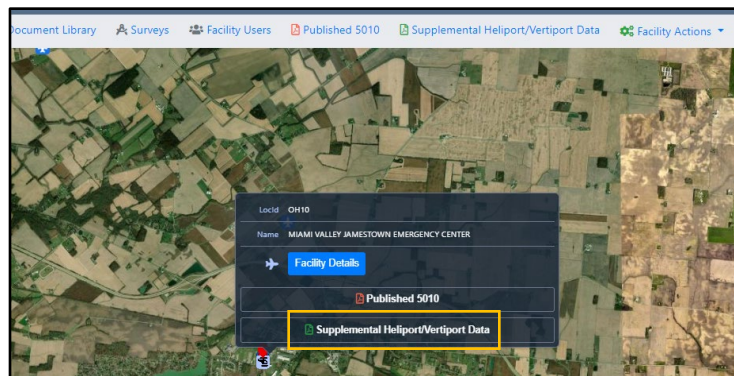 Document Library Surveys Facility Users Published 5010 Supplemental Heliport/Vertiport Data Facility Actions
LocId OH10
Name MIAMI VALLEY JAMESTOWN EMERGENCY CENTER
Facility Details
Published 5010
Supplemental Heliport/Vertiport Data